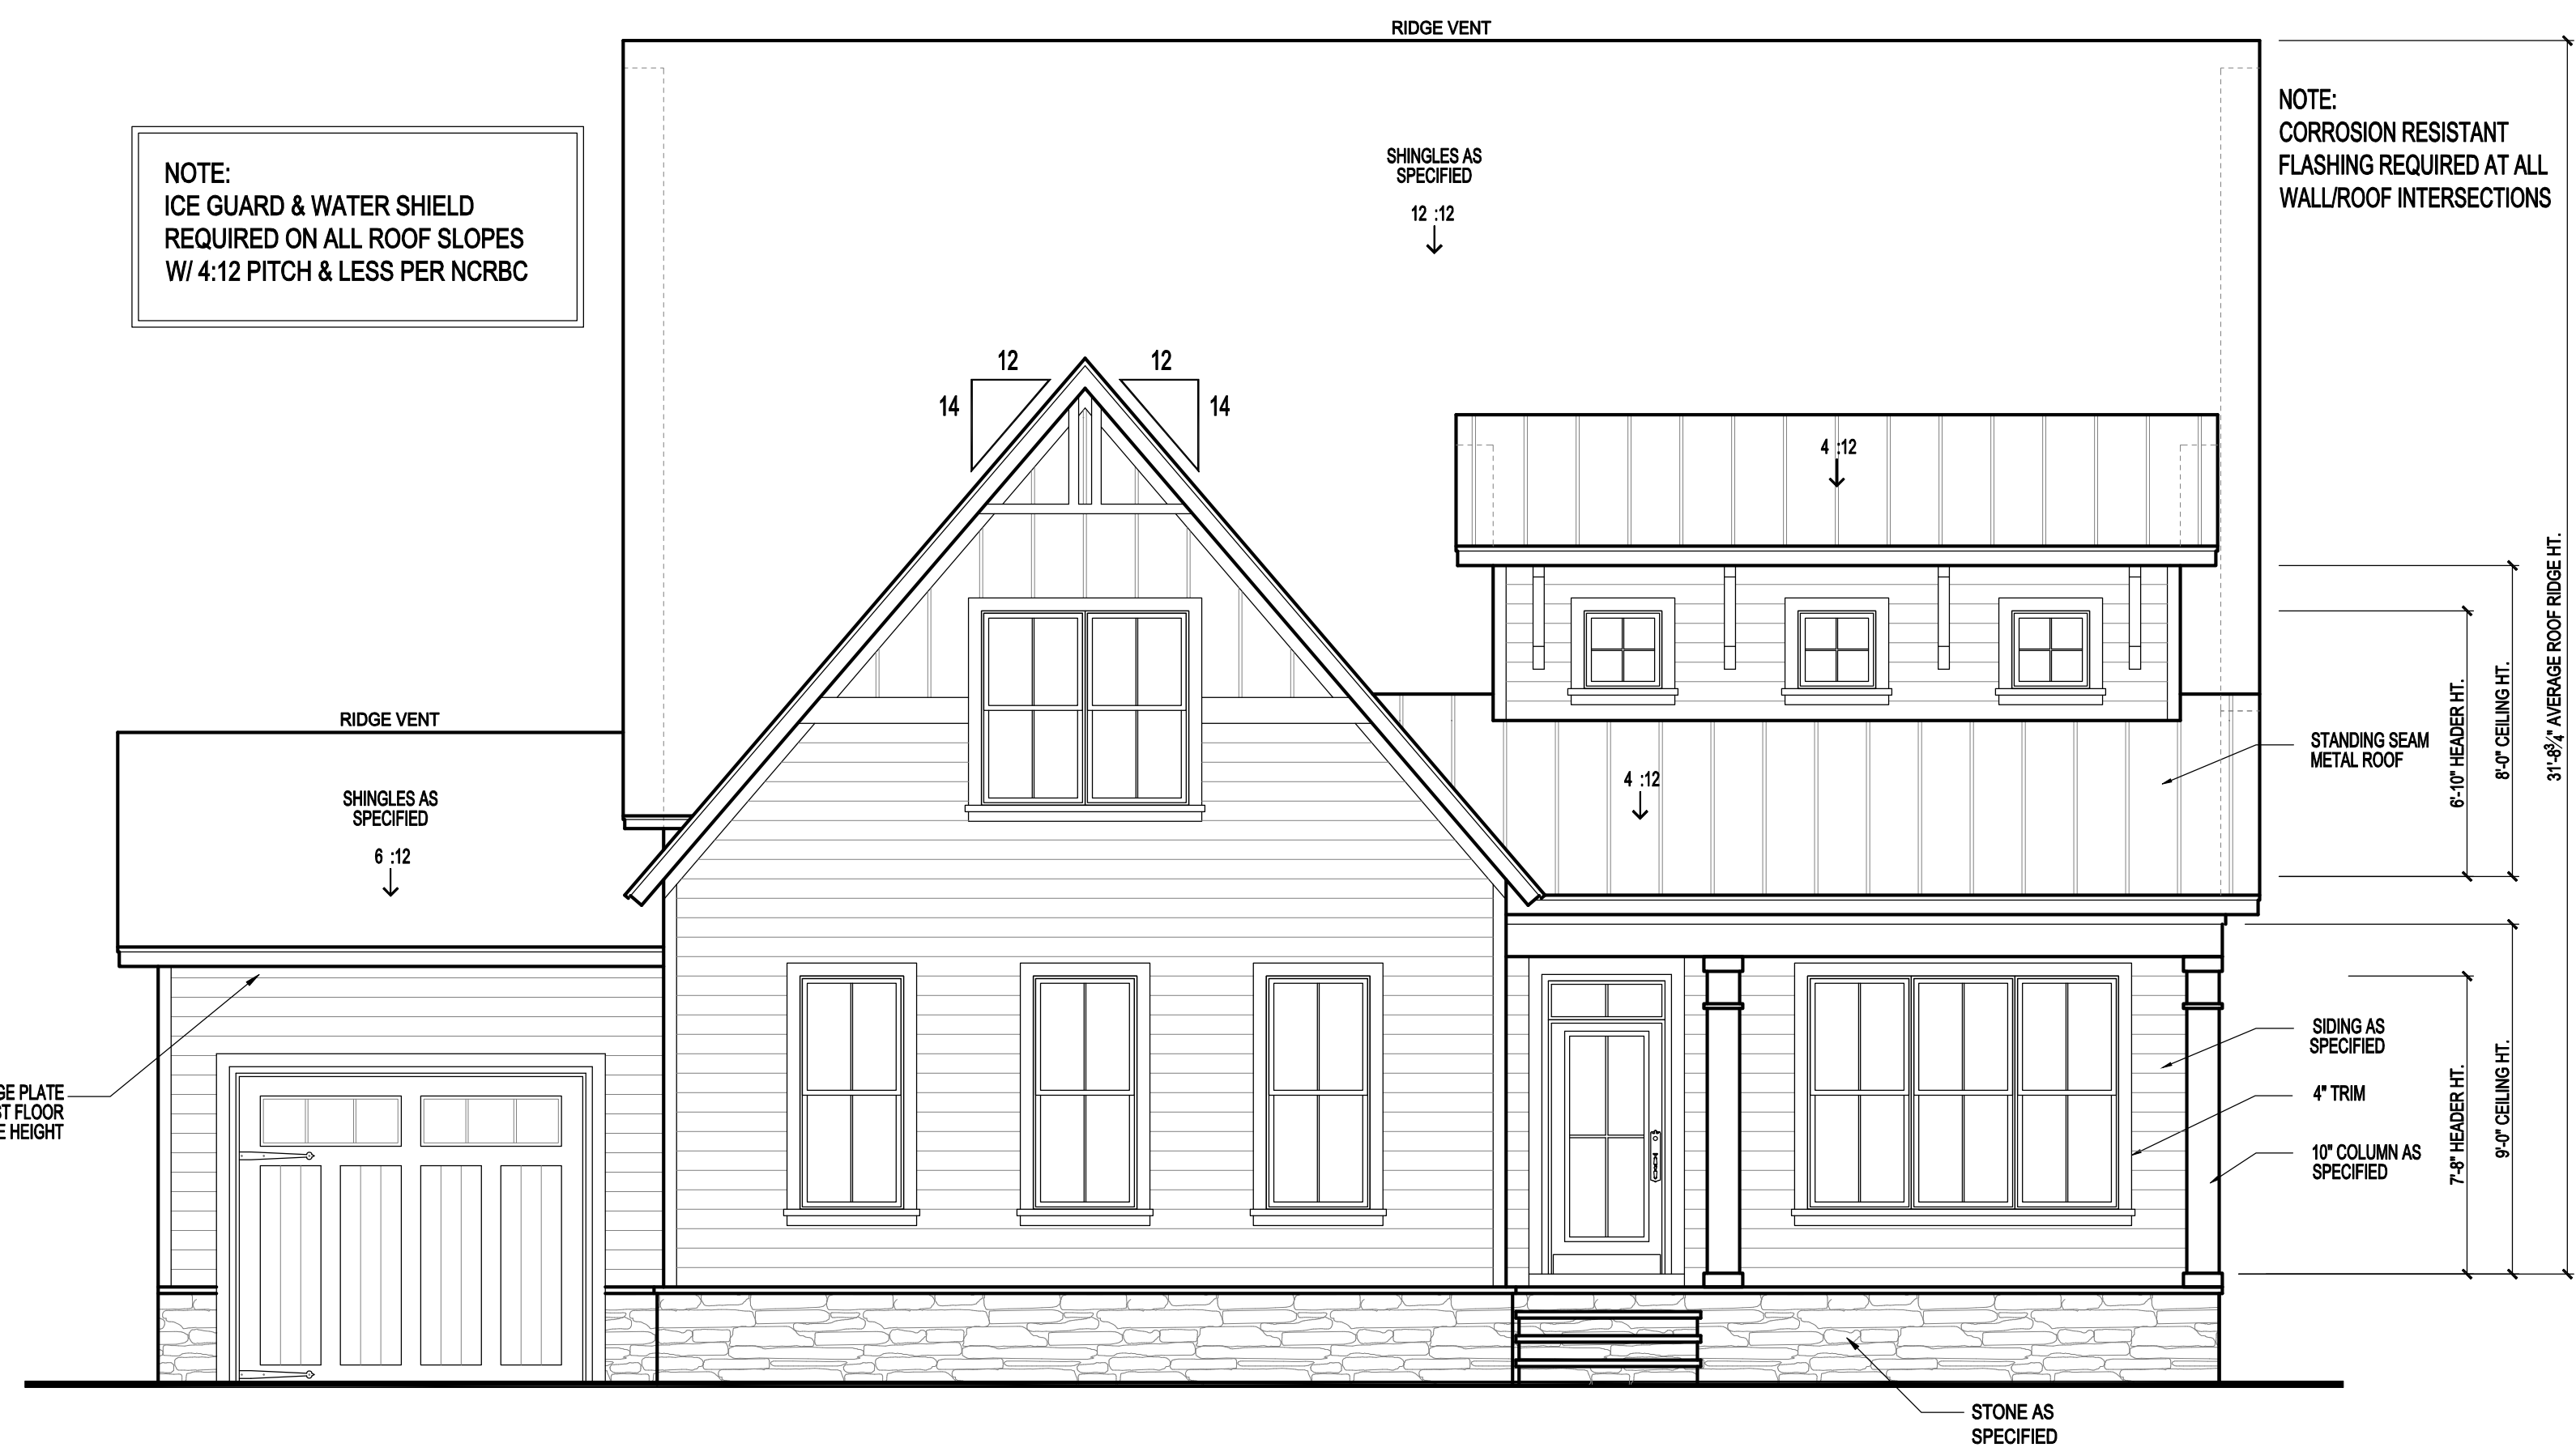 RIDGE VENT
NOTE:
CORROSION RESISTANT
FLASHING REQUIRED AT ALL
WALL/ROOF INTERSECTIONS
NOTE:
ICE GUARD & WATER SHIELD
REQUIRED ON ALL ROOF SLOPES
W/ 4:12 PITCH & LESS PER NCRBC
SHINGLES AS
SPECIFIED
12 :12
12
12
14
14
4 :12
31'-8¾" AVERAGE ROOF RIDGE HT.
8'-0" CEILING HT.
6'-10" HEADER HT.
RIDGE VENT
STANDING SEAM
METAL ROOF
4 :12
SHINGLES AS
SPECIFIED
6 :12
SIDING AS
SPECIFIED
9'-0" CEILING HT.
7'-8" HEADER HT.
PLATE
FLOOR
HEIGHT
4" TRIM
10" COLUMN AS
SPECIFIED
STONE AS
SPECIFIED